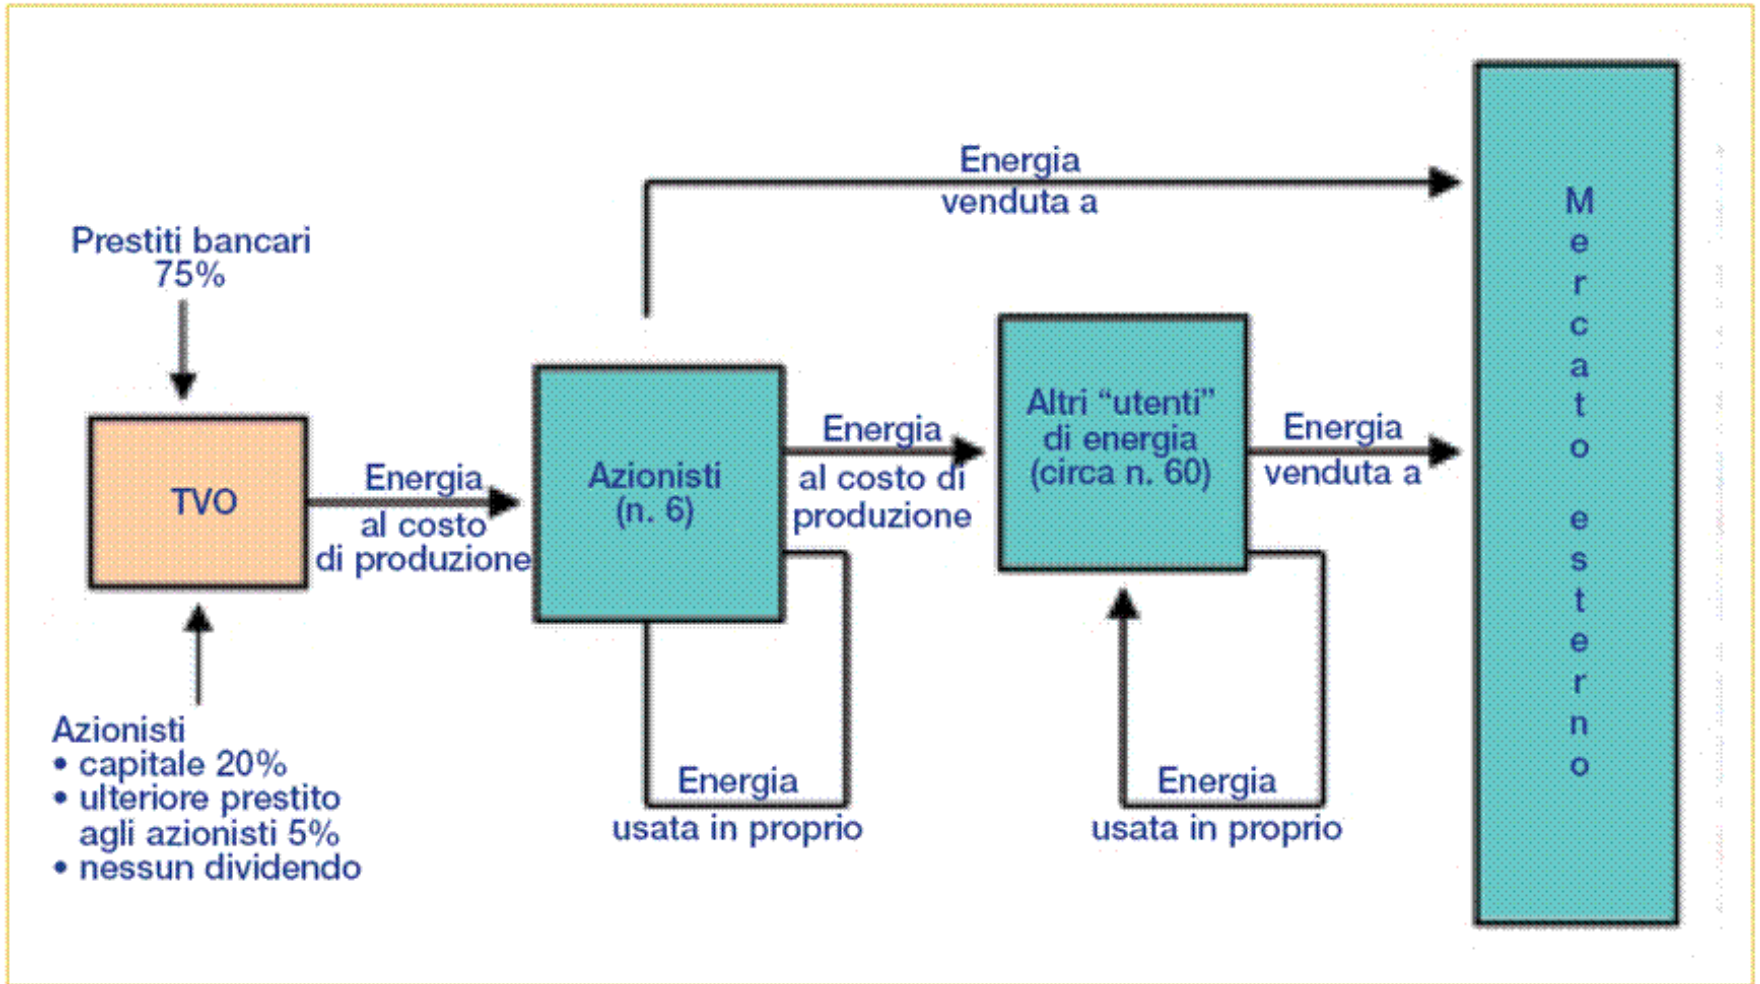 Prestiti bancari
75%
TVO
Azionisti
• capitale 20%
• ulteriore prestito
agli azionisti 5%
• nessun dividendo
Energia
al costo
di produzione
Azionisti
(n. 6)
Energia
usata in proprio
Energia
venduta a
Energia
al costo di
produzione
Altri “utenti”
di energia
(circa n. 60)
Energia
usata in proprio
Energia
venduta a
Mercato esterno